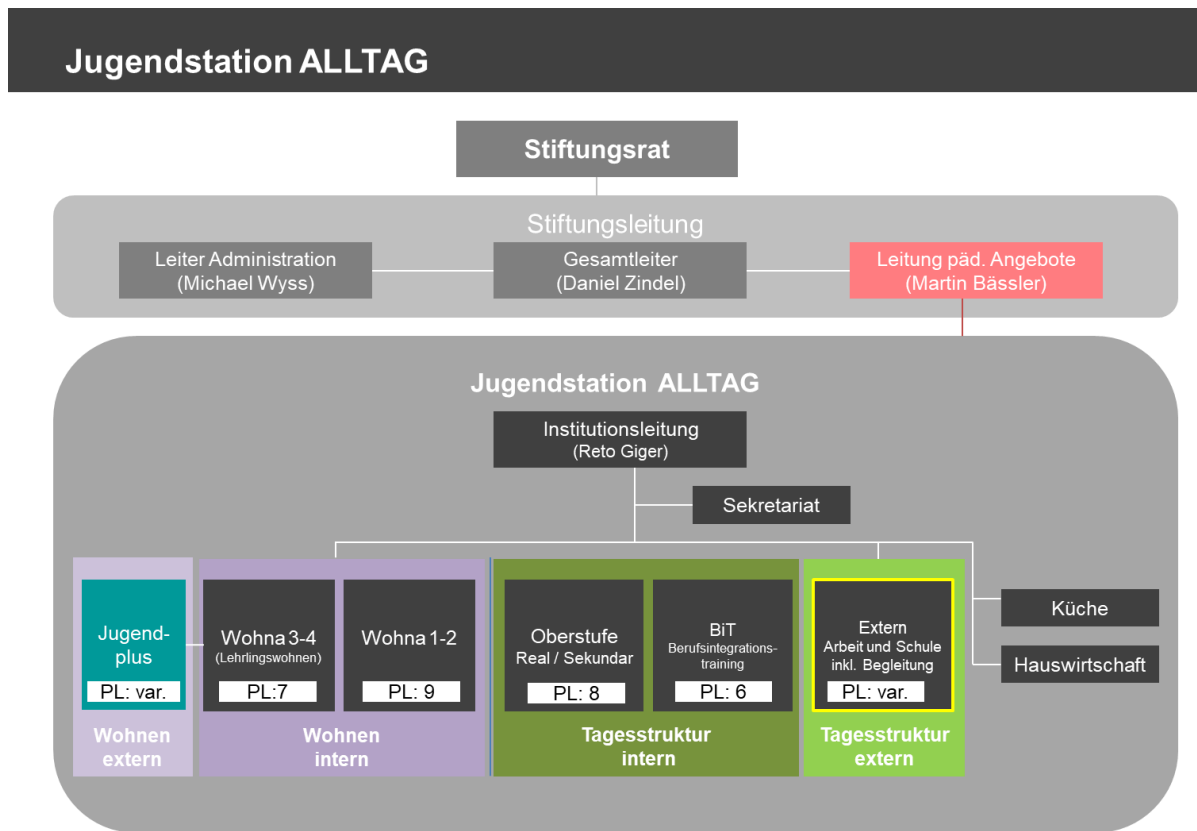 Jugendstation ALLTAG
Stiftungsrat
Stiftungsleitung
Leiter Administration
(Michael Wyss)
Gesamtleiter
(Daniel Zindel)
Leitung päd. Angebote
(Martin Bässler)
Jugendstation ALLTAG
Institutionsleitung
(Reto Giger)
Sekretariat
Jugend-
plus
PL: var.
Wohnen
extern
Wohna 3-4
(Lehrlingswohnen)
PL:7
Wohna 1-2
PL: 9
Wohnen
intern
Oberstufe
Real / Sekundar
PL: 8
BiT
Berufsintegrations-
training
PL: 6
Tagesstruktur
intern
Extern
Arbeit und Schule
inkl. Begleitung
PL: var.
Tagesstruktur
extern
Küche
Hauswirtschaft